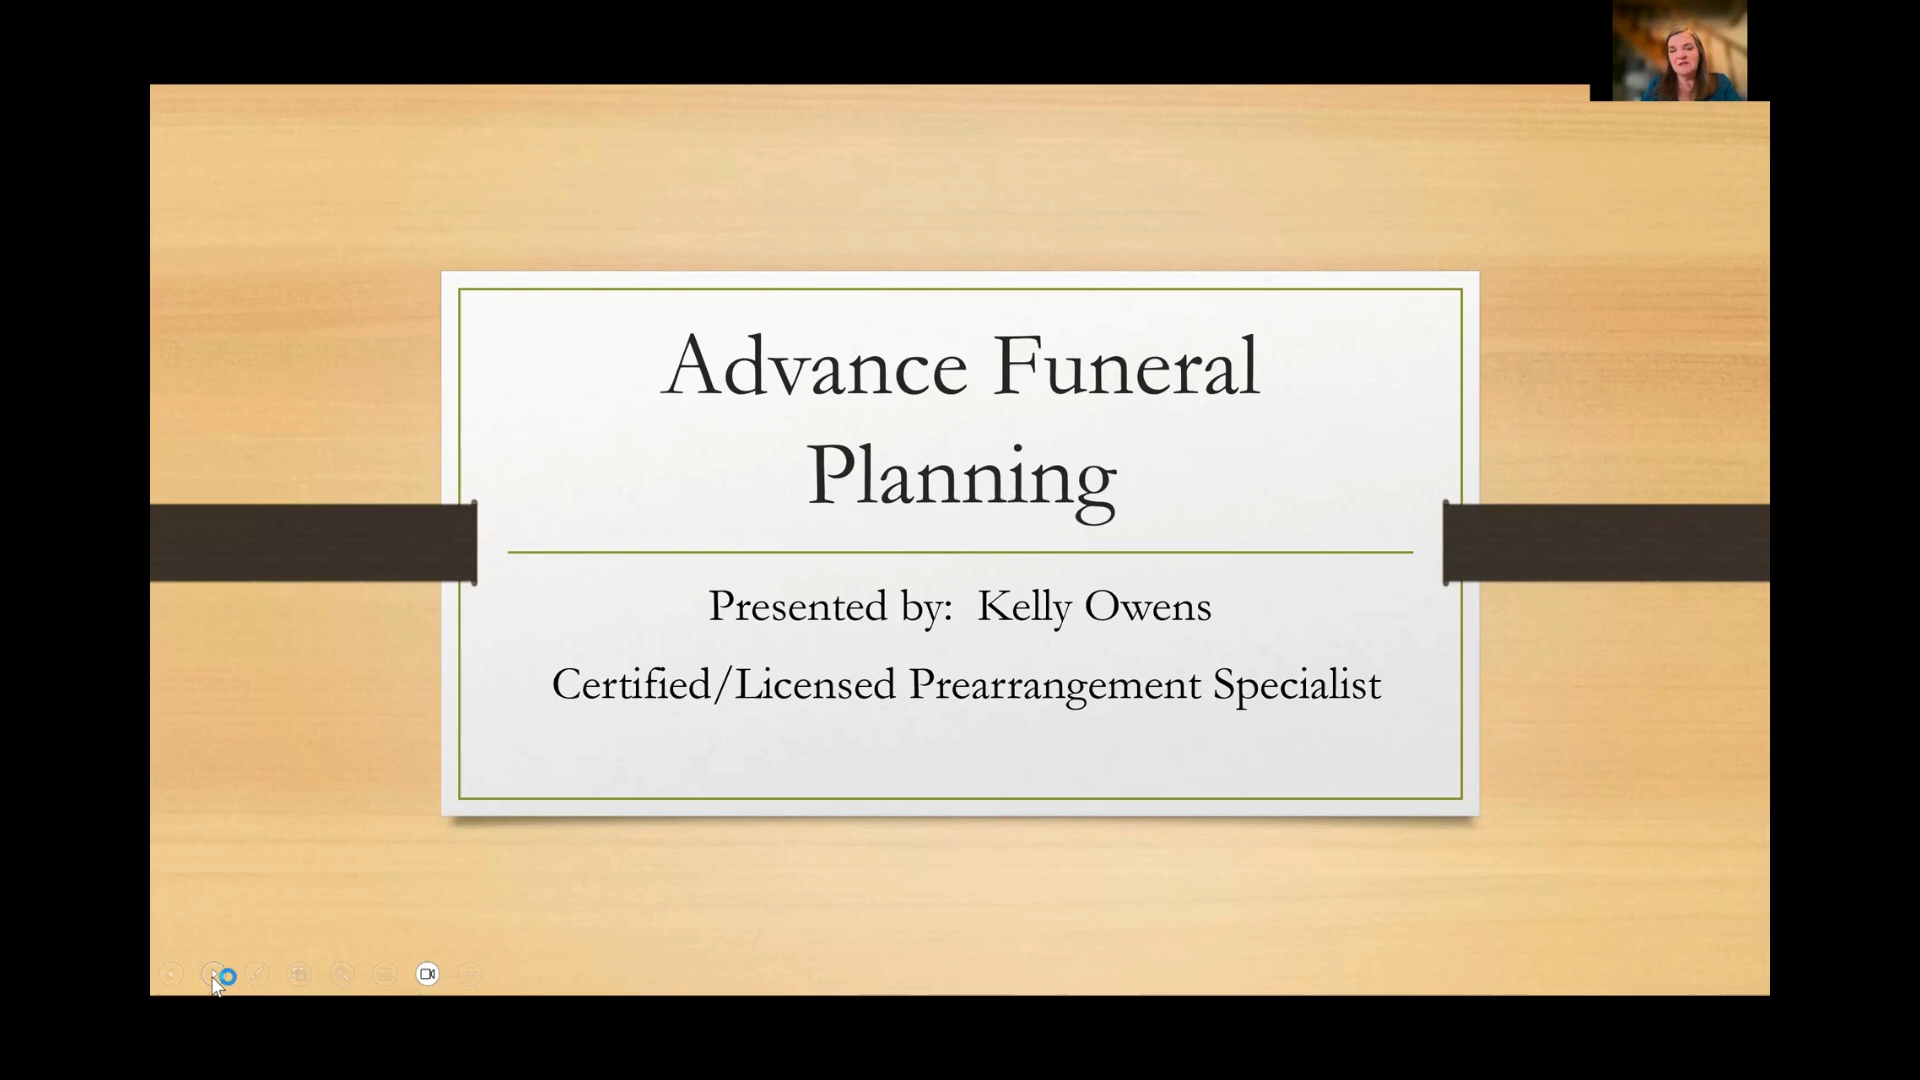 Advance Funeral
Planning
Presented by:  Kelly Owens
Certified/Licensed Prearrangement Specialist